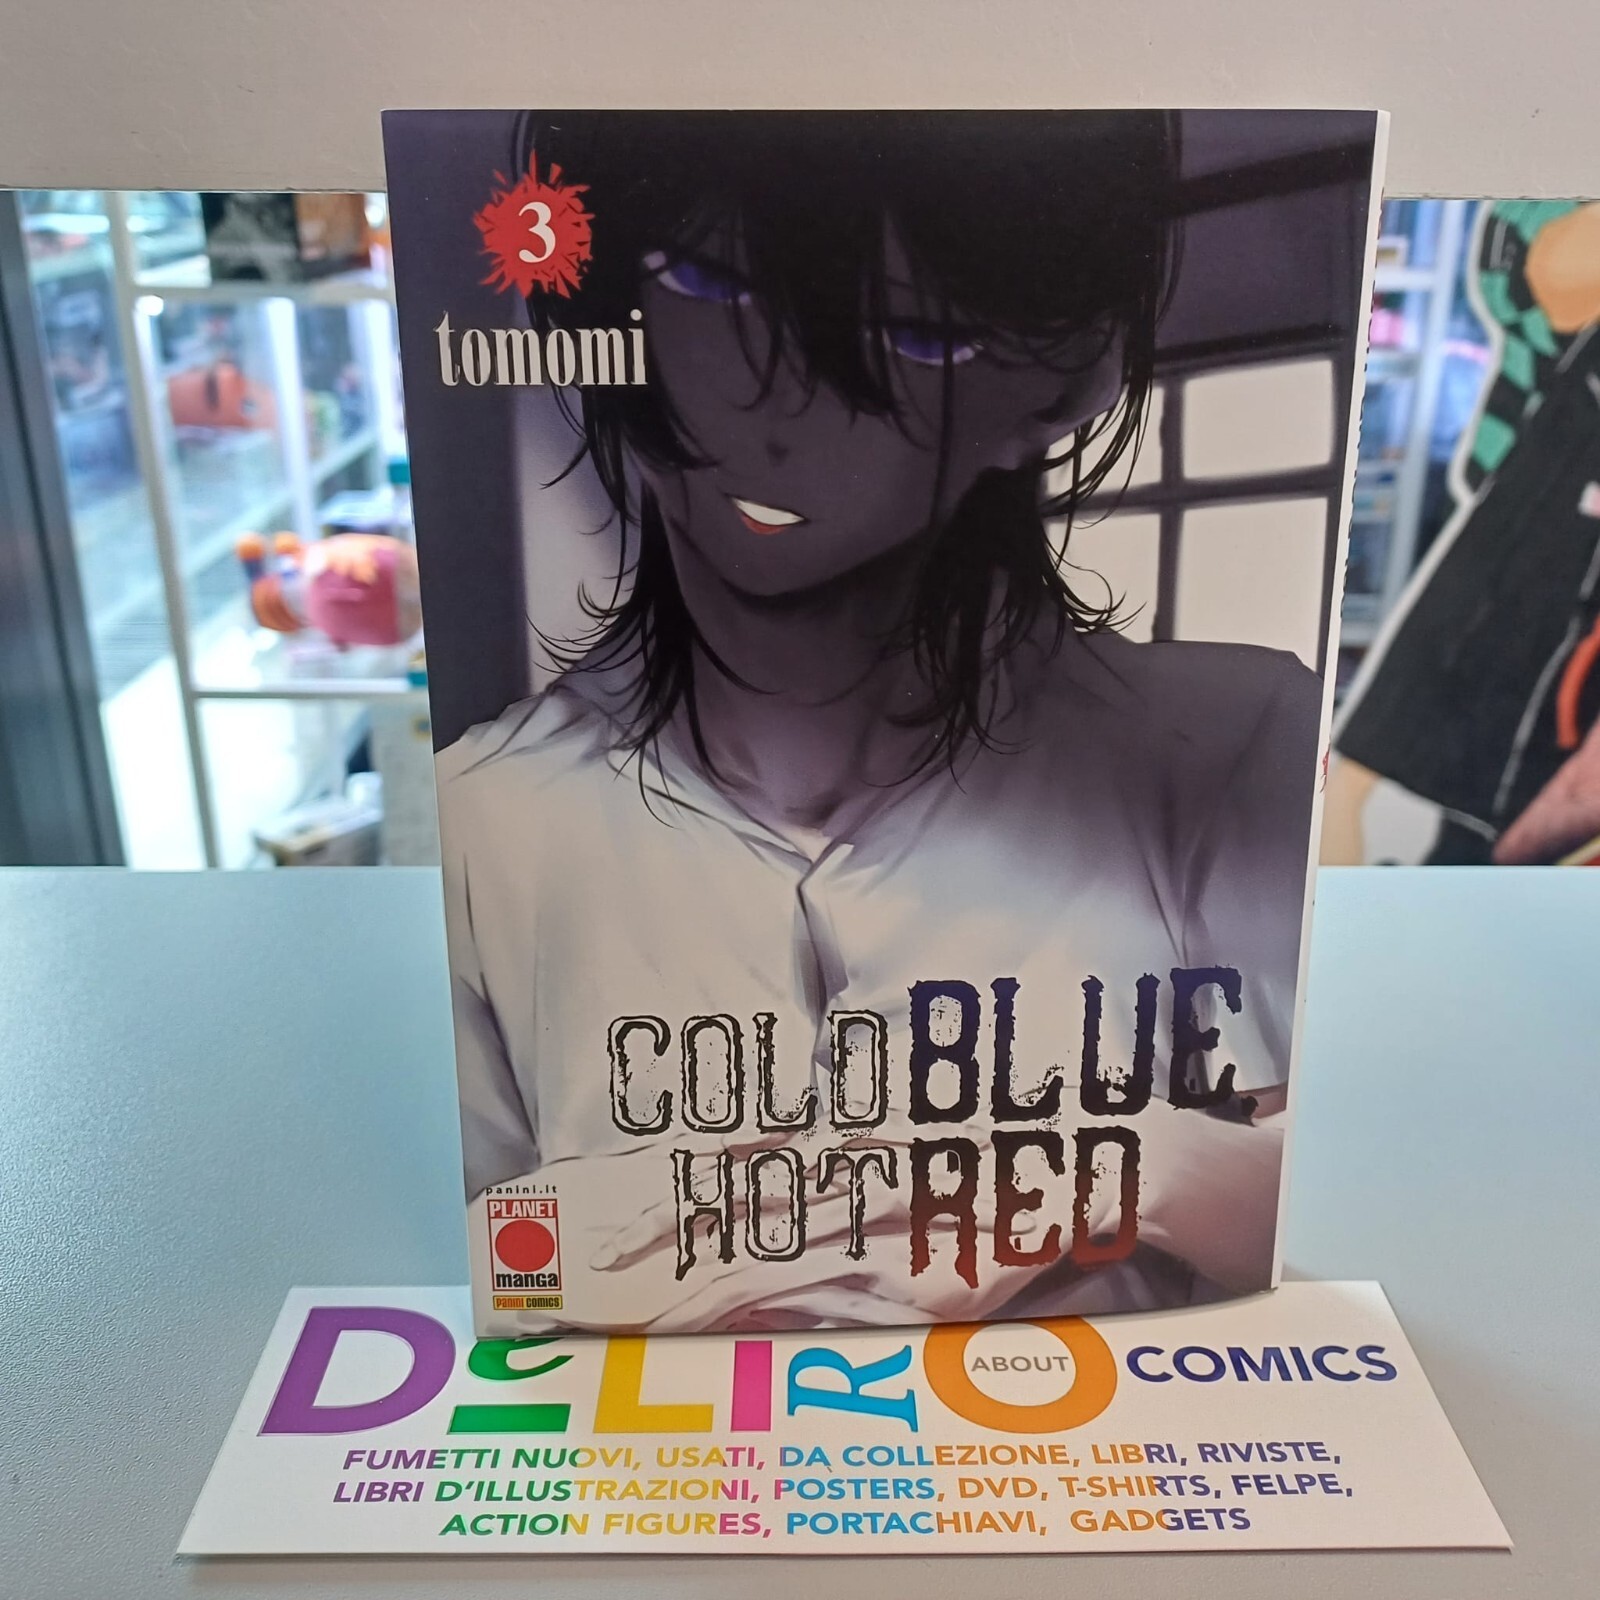 3
tomomi
COLD BLUE,
HOT RED
panini.it
PLANET
manga
PANINI COMICS
DeLIRO ABOUT COMICS
FUMETTI NUOVI, USATI, DA COLLEZIONE, LIBRI, RIVISTE,
LIBRI D'ILLUSTRAZIONI, POSTERS, DVD, T-SHIRTS, FELPE,
ACTION FIGURES, PORTACHIAVI, GADGETS